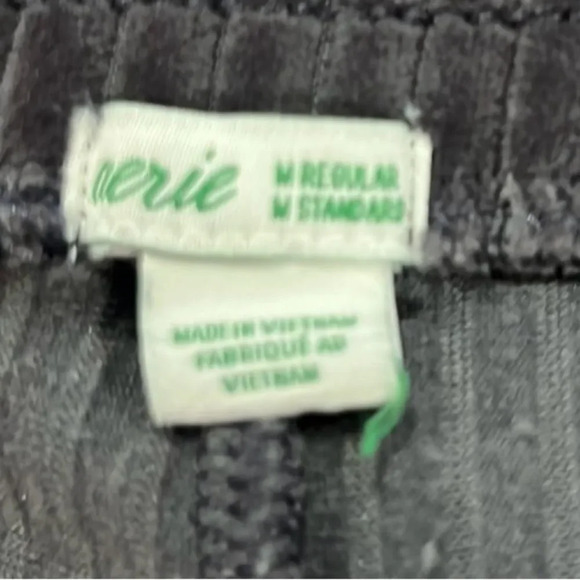 aerie
M REGULAR
M STANDARD
MADE IN VIETNAM
FABRIQUÉ AU
VIETNAM